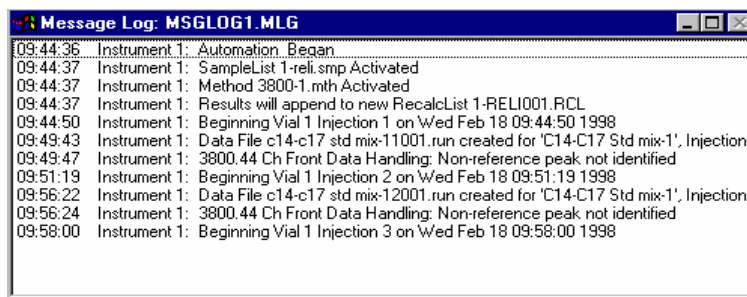 Message Log: MSGLOG1.MLG
09:44:36 Instrument 1: Automation Began
09:44:37 Instrument 1: SampleList 1-reli.smp Activated
09:44:37 Instrument 1: Method 3800-1.mth Activated
09:44:37 Instrument 1: Results will append to new RecalcList 1-RELI001.RCL
09:44:50 Instrument 1: Beginning Vial 1 Injection 1 on Wed Feb 18 09:44:50 1998
09:49:43 Instrument 1: Data File c14-c17 std mix-11001.run created for 'C14-C17 Std mix-1', Injection
09:49:47 Instrument 1: 3800.44 Ch Front Data Handling: Non-reference peak not identified
09:51:19 Instrument 1: Beginning Vial 1 Injection 2 on Wed Feb 18 09:51:19 1998
09:56:22 Instrument 1: Data File c14-c17 std mix-12001.run created for 'C14-C17 Std mix-1', Injection
09:56:24 Instrument 1: 3800.44 Ch Front Data Handling: Non-reference peak not identified
09:58:00 Instrument 1: Beginning Vial 1 Injection 3 on Wed Feb 18 09:58:00 1998